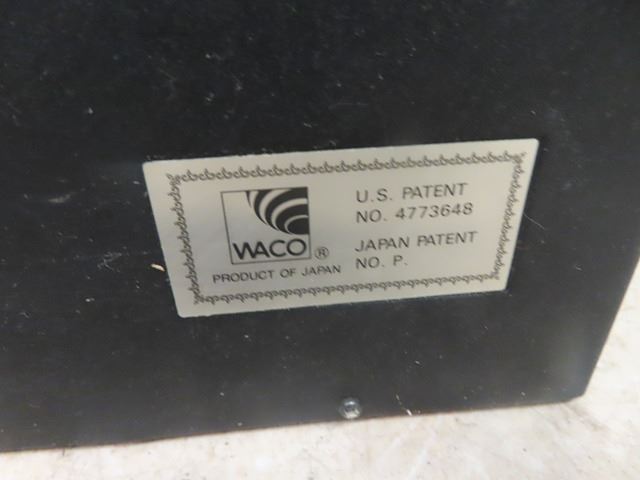 WACO®
PRODUCT OF JAPAN
U.S. PATENT
NO. 4773648
JAPAN PATENT
NO. P.